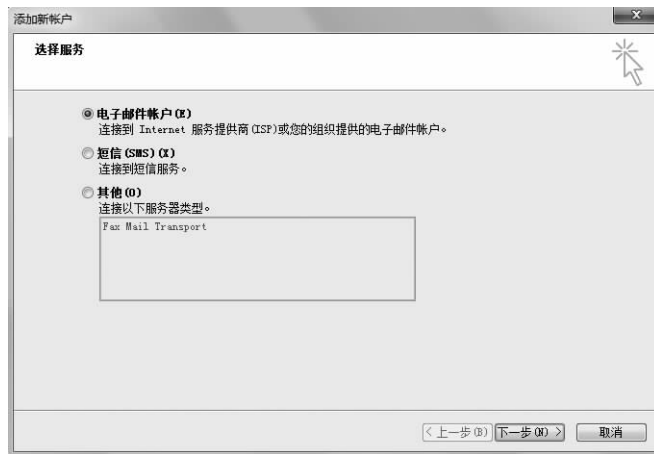 添加新帐户
选择服务
电子邮件帐户(E)
连接到 Internet 服务提供商(ISP)或您的组织提供的电子邮件帐户。
短信(SMS)(X)
连接到短信服务。
其他(O)
连接以下服务器类型。
Fax Mail Transport
<上一步(B) 下一步(N)> 取消